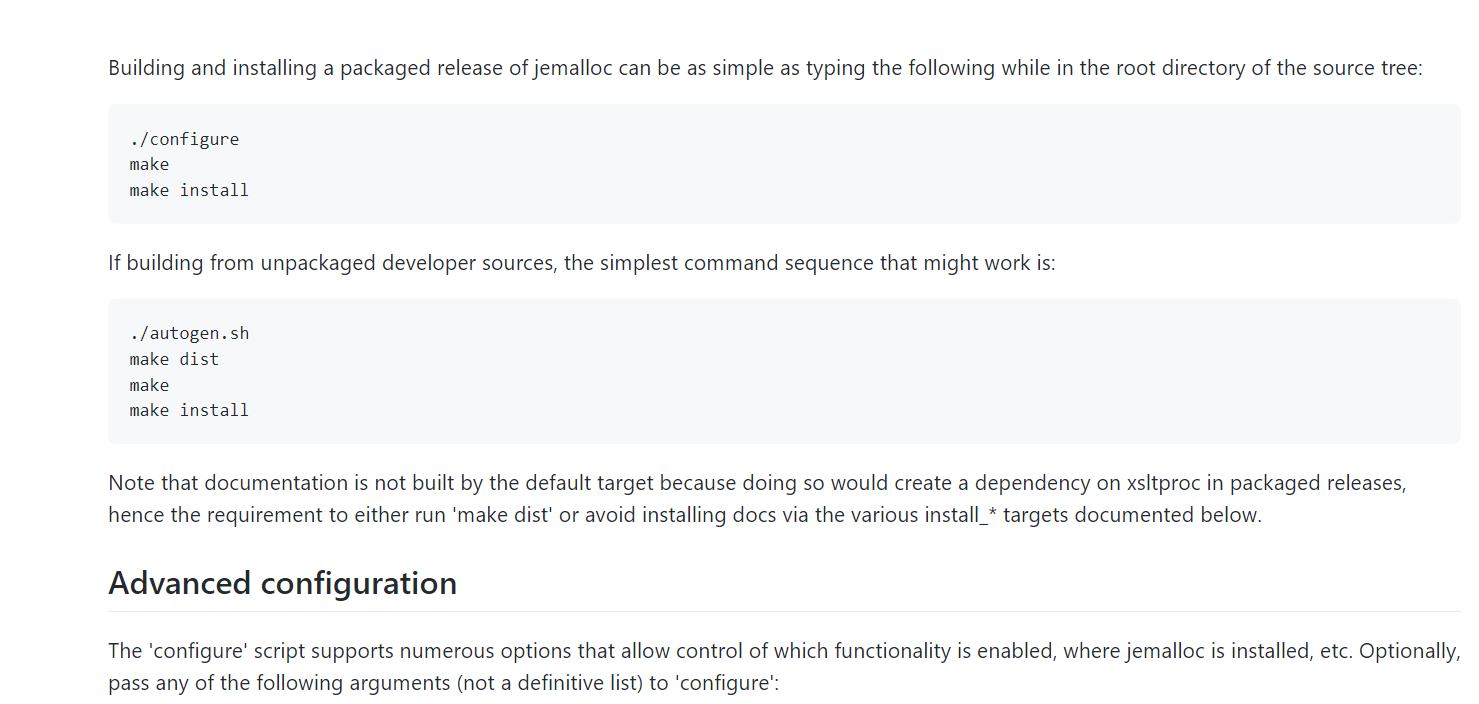 Building and installing a packaged release of jemalloc can be as simple as typing the following while in the root directory of the source tree:
./configure
make
make install
If building from unpackaged developer sources, the simplest command sequence that might work is:
./autogen.sh
make dist
make
make install
Note that documentation is not built by the default target because doing so would create a dependency on xsltproc in packaged releases,
hence the requirement to either run 'make dist' or avoid installing docs via the various install_* targets documented below.
Advanced configuration
The 'configure' script supports numerous options that allow control of which functionality is enabled, where jemalloc is installed, etc. Optionally,
pass any of the following arguments (not a definitive list) to 'configure':